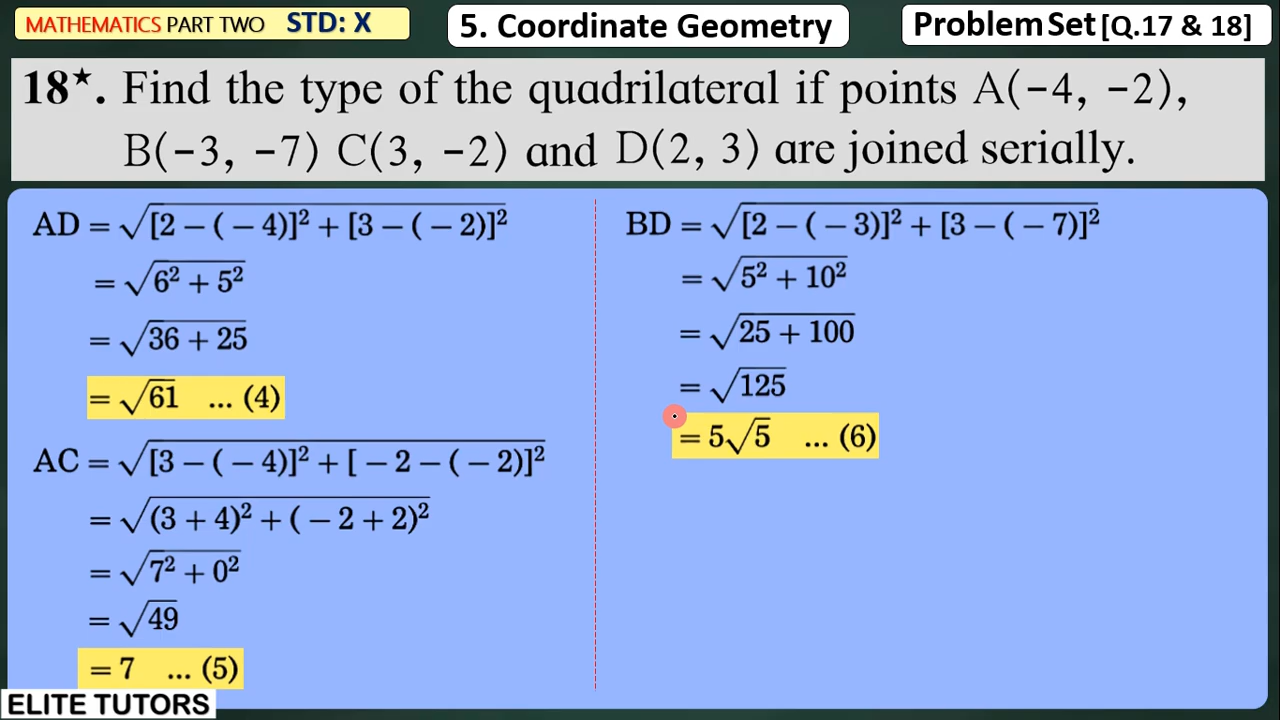 MATHEMATICS PART TWO STD: X
5. Coordinate Geometry
Problem Set [Q.17 & 18]
18★. Find the type of the quadrilateral if points A(−4, −2),
B(−3, −7) C(3, −2) and D(2, 3) are joined serially.
AD = √[2 − ( − 4)]² + [3 − ( − 2)]²
= √6² + 5²
= √36 + 25
= √61 ... (4)
AC = √[3 − ( − 4)]² + [ − 2 − ( − 2)]²
= √(3 + 4)² + ( − 2 + 2)²
= √7² + 0²
= √49
= 7 ... (5)
BD = √[2 − ( − 3)]² + [3 − ( − 7)]²
= √5² + 10²
= √25 + 100
= √125
= 5√5 ... (6)
ELITE TUTORS